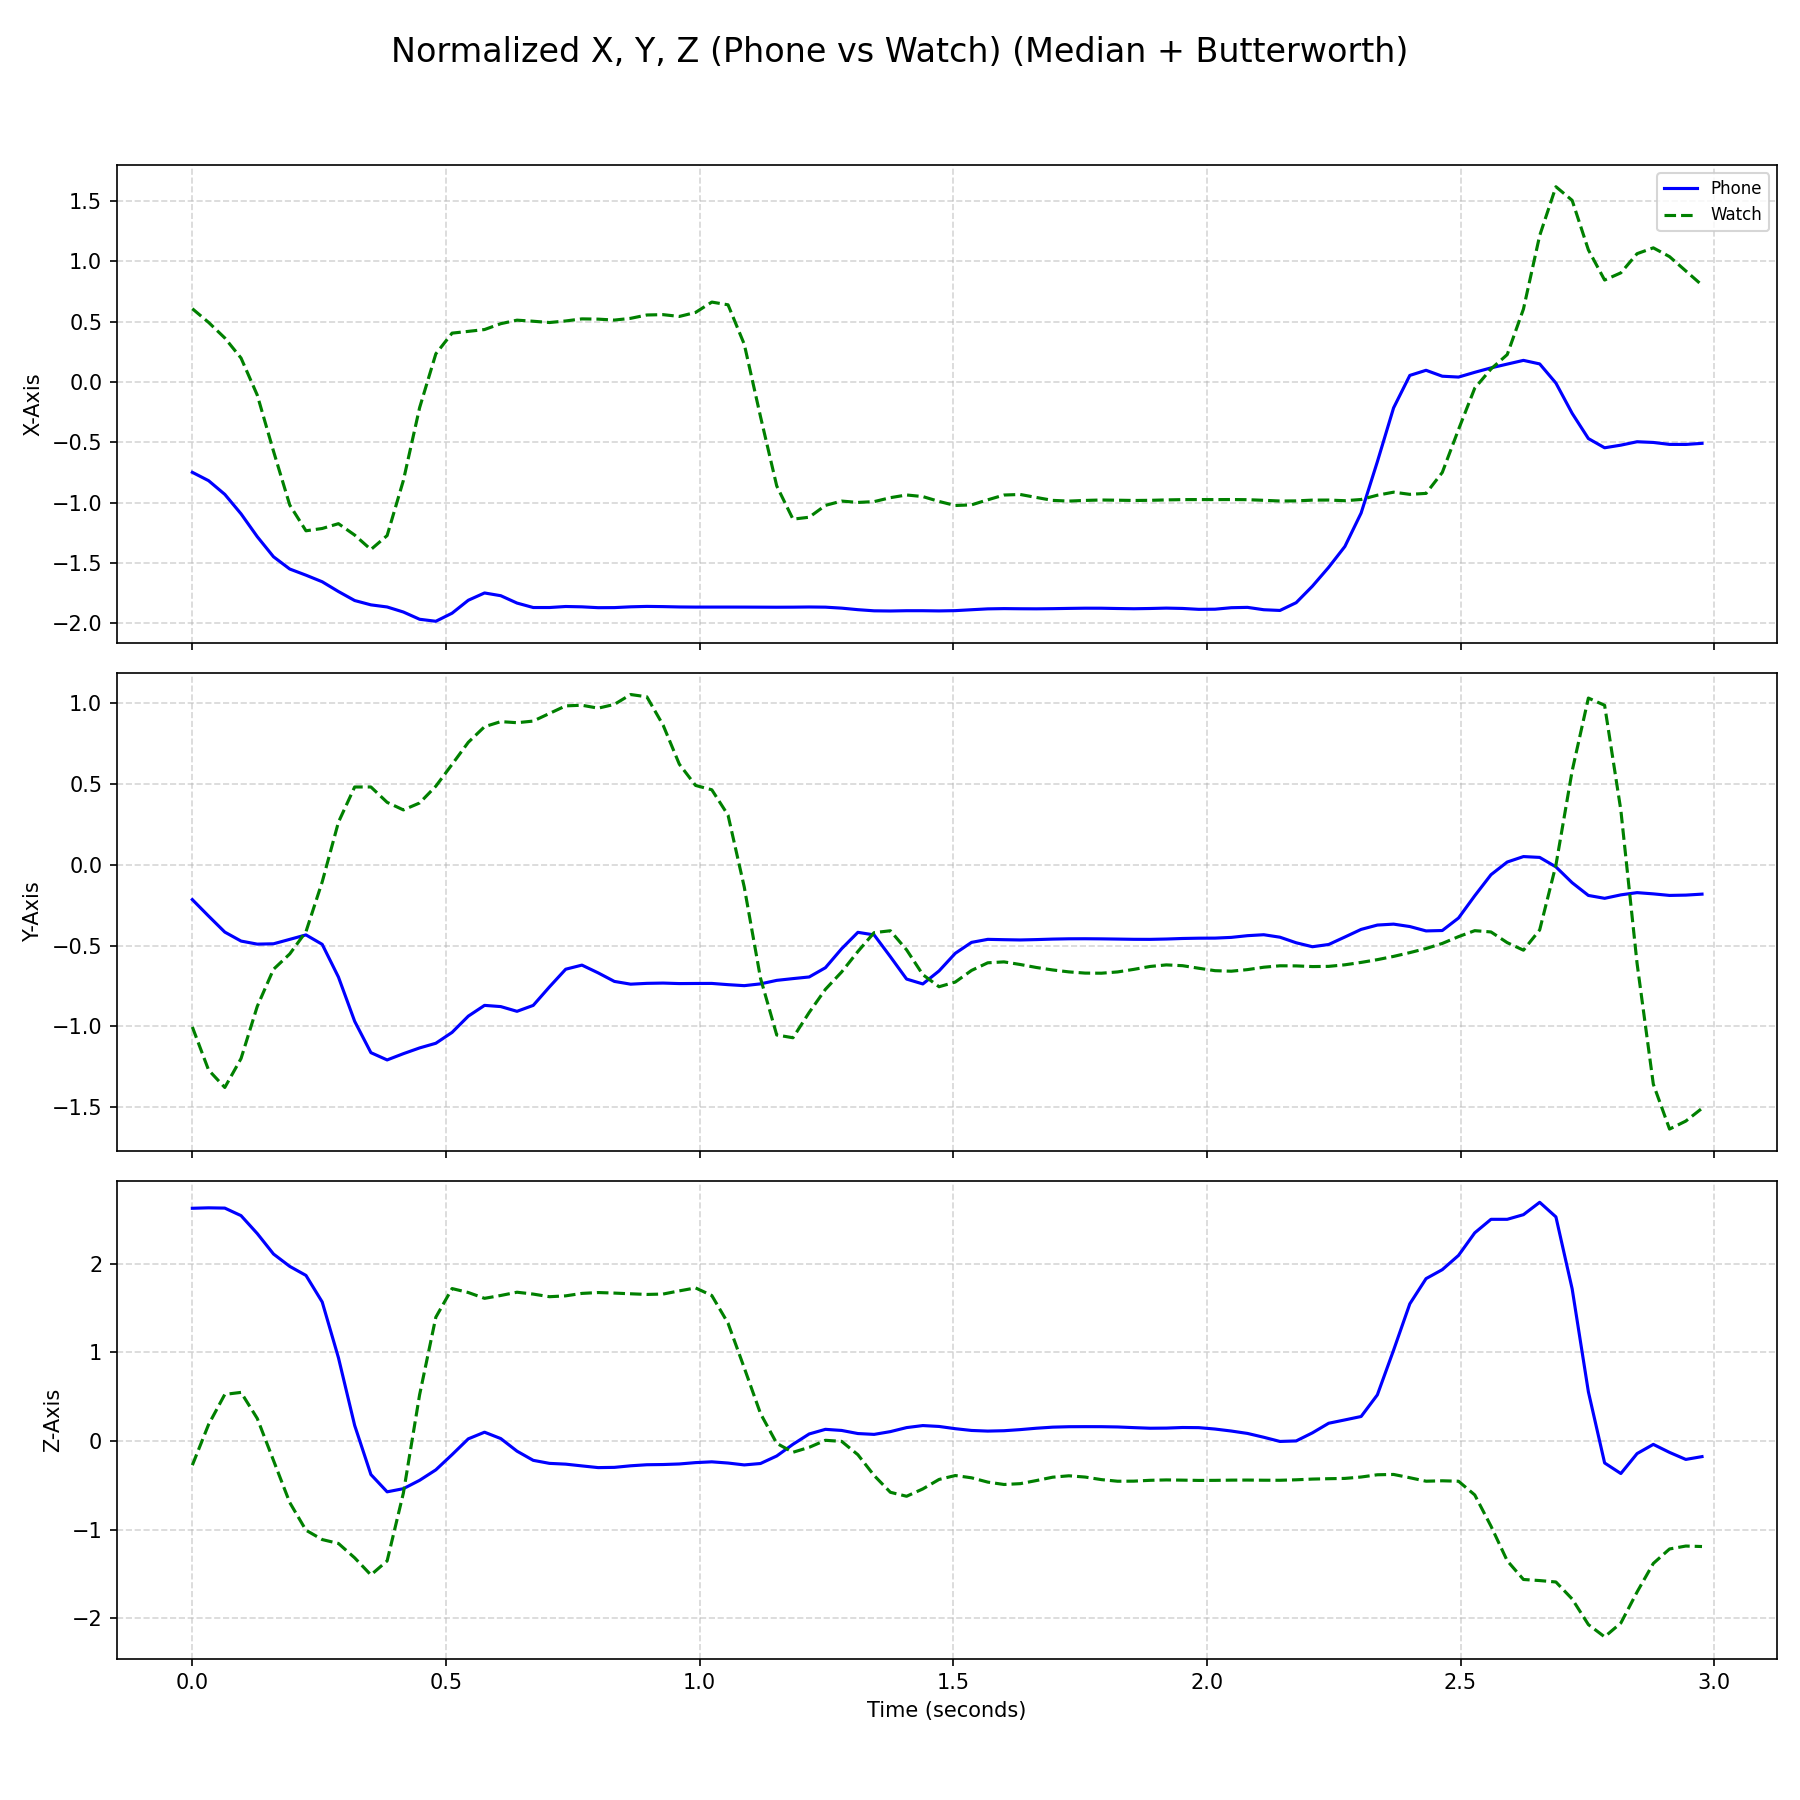 Normalized X, Y, Z (Phone vs Watch) (Median + Butterworth)
Phone
Watch
X-Axis
1.5
1.0
0.5
0.0
−0.5
−1.0
−1.5
−2.0
Y-Axis
1.0
0.5
0.0
−0.5
−1.0
−1.5
Z-Axis
2
1
0
−1
−2
0.0 0.5 1.0 1.5 2.0 2.5 3.0
Time (seconds)